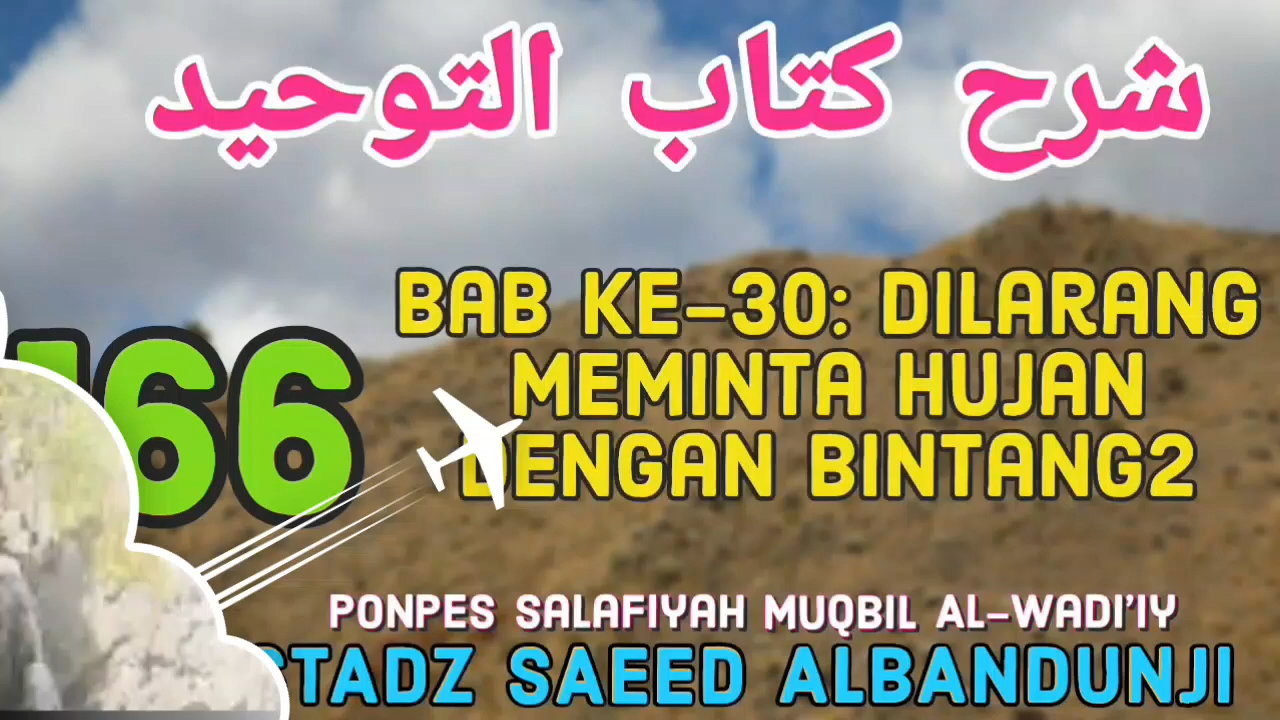 شرح كتاب التوحيد
BAB KE-30: DILARANG
MEMINTA HUJAN
DENGAN BINTANG2
166
PONPES SALAFIYAH MUQBIL AL-WADI'IY
STADZ SAEED ALBANDUNJI